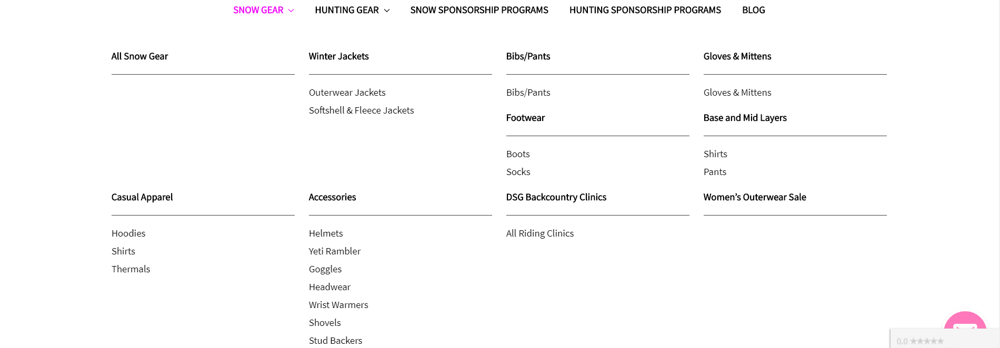 SNOW GEAR
HUNTING GEAR
SNOW SPONSORSHIP PROGRAMS
HUNTING SPONSORSHIP PROGRAMS
BLOG
All Snow Gear
Winter Jackets
Outerwear Jackets
Softshell & Fleece Jackets
Bibs/Pants
Bibs/Pants
Footwear
Boots
Socks
Gloves & Mittens
Gloves & Mittens
Base and Mid Layers
Shirts
Pants
Casual Apparel
Hoodies
Shirts
Thermals
Accessories
Helmets
Yeti Rambler
Goggles
Headwear
Wrist Warmers
Shovels
Stud Backers
DSG Backcountry Clinics
All Riding Clinics
Women’s Outerwear Sale
0.0 ★★★★★